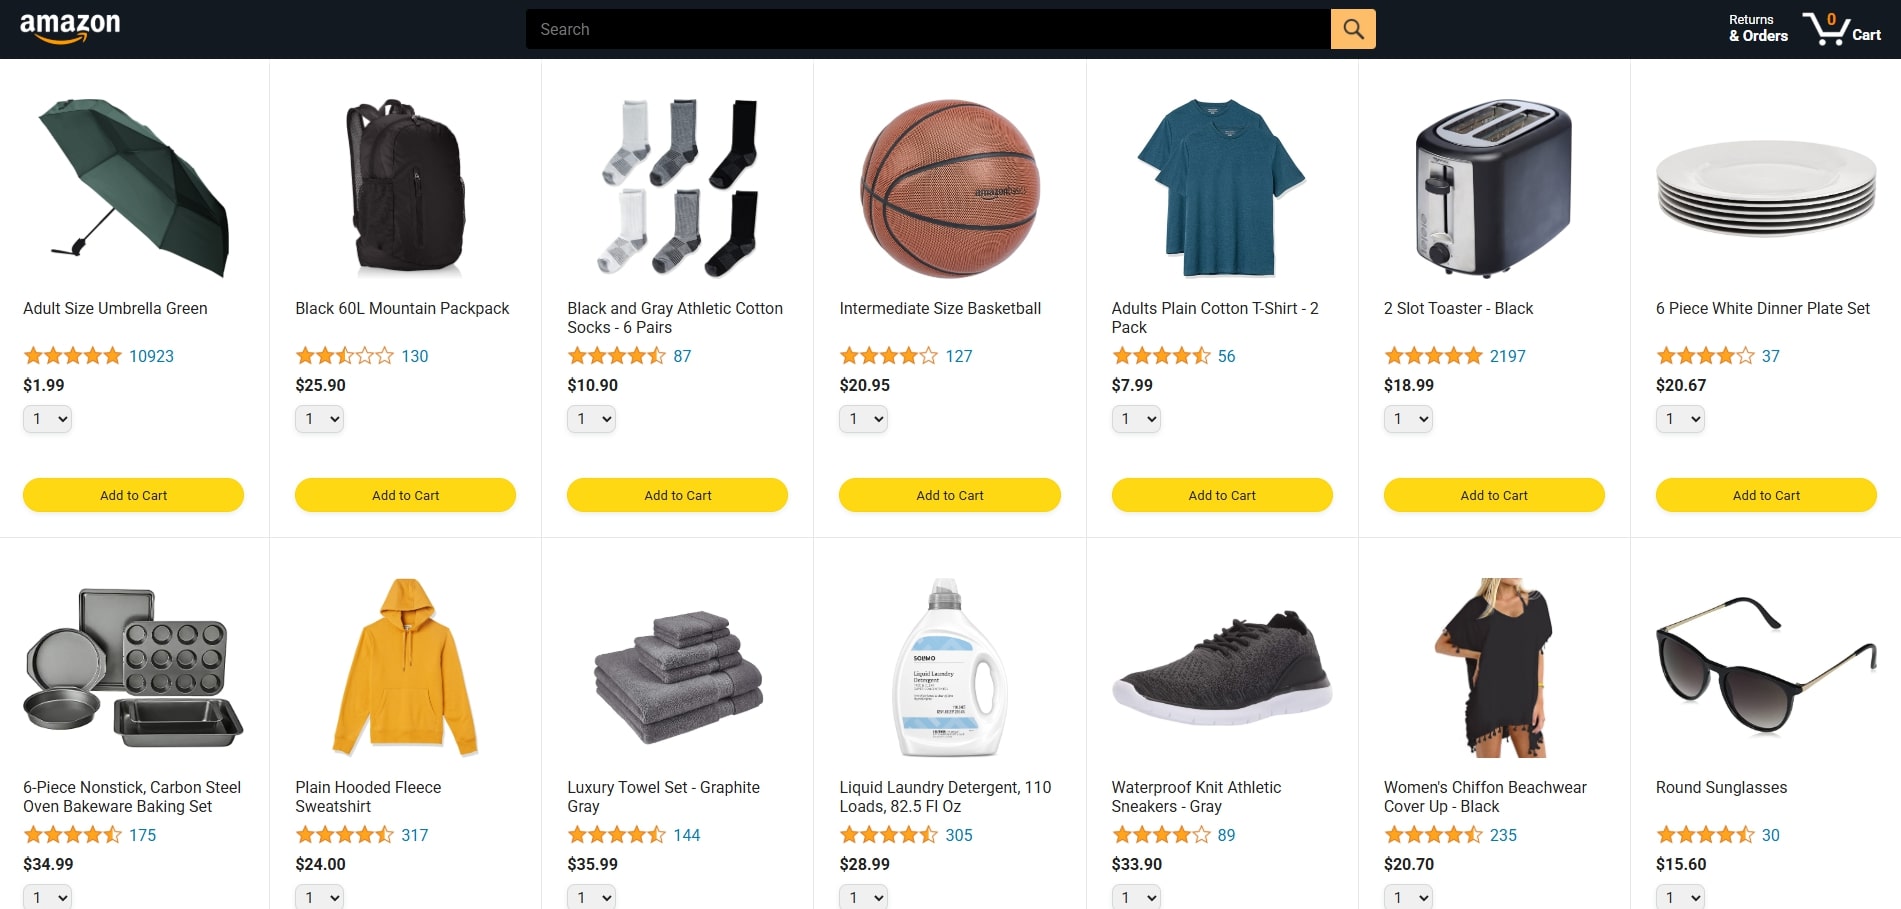 amazon
Search
Returns
& Orders
0
Cart
amazonbasics
Adult Size Umbrella Green
10923
$1.99
1
Add to Cart
Black 60L Mountain Packpack
130
$25.90
1
Add to Cart
Black and Gray Athletic Cotton
Socks - 6 Pairs
87
$10.90
1
Add to Cart
Intermediate Size Basketball
127
$20.95
1
Add to Cart
Adults Plain Cotton T-Shirt - 2
Pack
56
$7.99
1
Add to Cart
2 Slot Toaster - Black
2197
$18.99
1
Add to Cart
6 Piece White Dinner Plate Set
37
$20.67
1
Add to Cart
6-Piece Nonstick, Carbon Steel
Oven Bakeware Baking Set
175
$34.99
1
Plain Hooded Fleece
Sweatshirt
317
$24.00
1
Luxury Towel Set - Graphite
Gray
144
$35.99
1
SOLIMO
Liquid Laundry
Detergent
Liquid Laundry Detergent, 110
Loads, 82.5 Fl Oz
305
$28.99
1
Waterproof Knit Athletic
Sneakers - Gray
89
$33.90
1
Women's Chiffon Beachwear
Cover Up - Black
235
$20.70
1
Round Sunglasses
30
$15.60
1